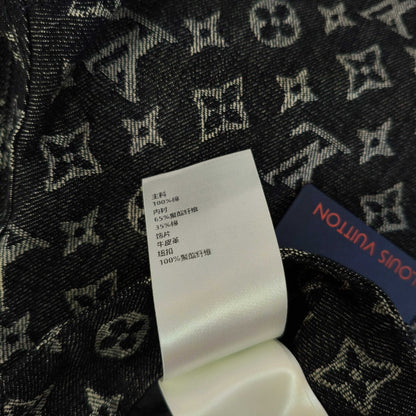 主料
100%棉
内衬
65%聚酯纤维
35%棉
饰片
牛皮革
纽扣
100%聚酯纤维
LOUIS VUITTON